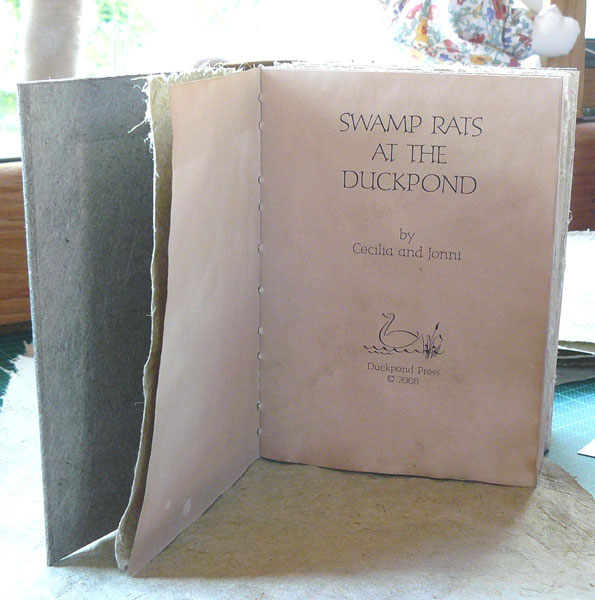 SWAMP RATS
AT THE
DUCKPOND
by
Cecilia and Jonni
Duckpond Press
© 2008